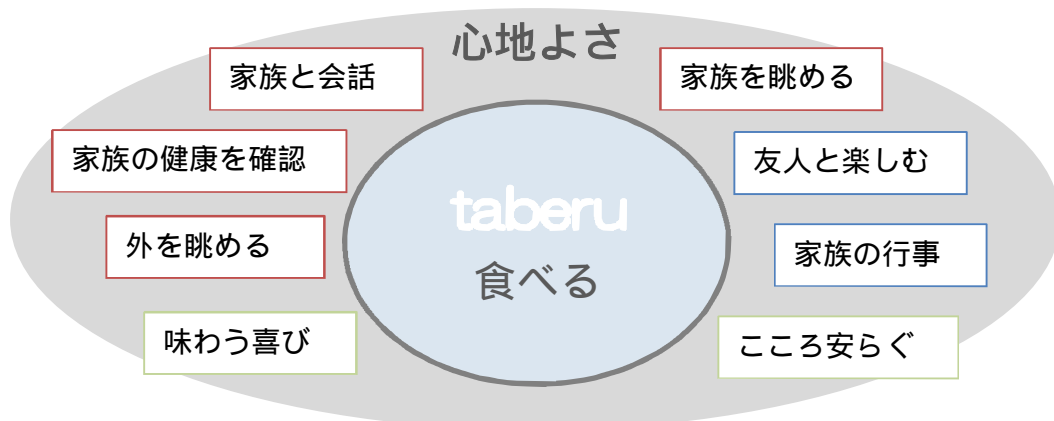 心地よさ
家族と会話
家族を眺める
家族の健康を確認
友人と楽しむ
taberu
外を眺める
家族の行事
食べる
味わう喜び
こころ安らぐ